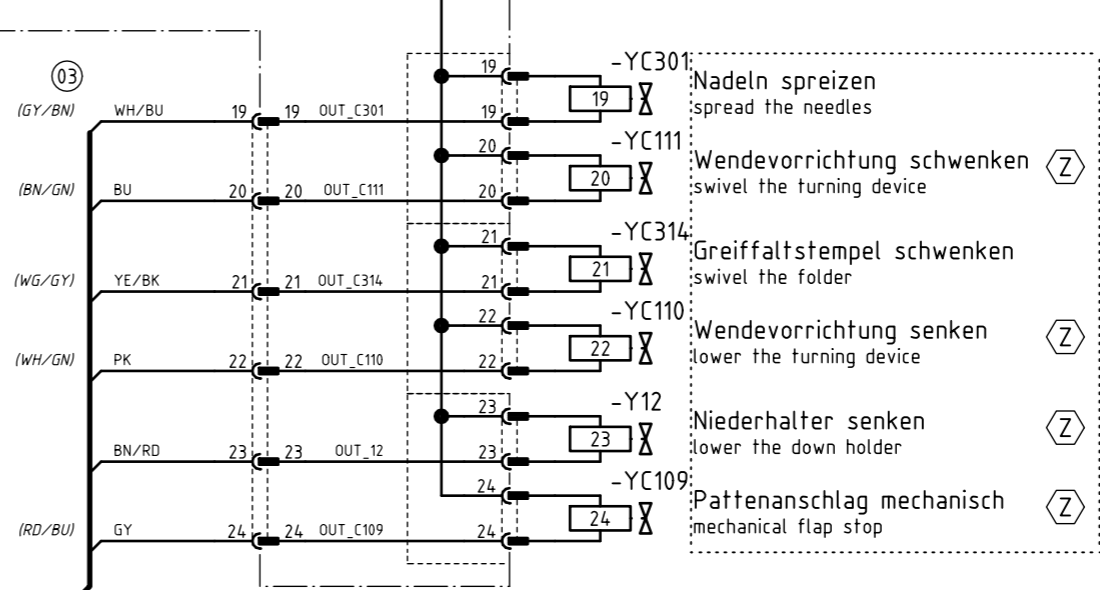 03
19 -YC301 Nadeln spreizen
19 spread the needles
(GY/BN) WH/BU 19 19 OUT_C301 19
20 -YC111 Wendevorrichtung schwenken Z
20 swivel the turning device
(BN/GN) BU 20 20 OUT_C111 20
21 -YC314 Greiffaltstempel schwenken
21 swivel the folder
(WG/GY) YE/BK 21 21 OUT_C314 21
22 -YC110 Wendevorrichtung senken Z
22 lower the turning device
(WH/GN) PK 22 22 OUT_C110 22
23 -Y12 Niederhalter senken Z
23 lower the down holder
BN/RD 23 23 OUT_12 23
24 -YC109 Pattenanschlag mechanisch Z
24 mechanical flap stop
(RD/BU) GY 24 24 OUT_C109 24